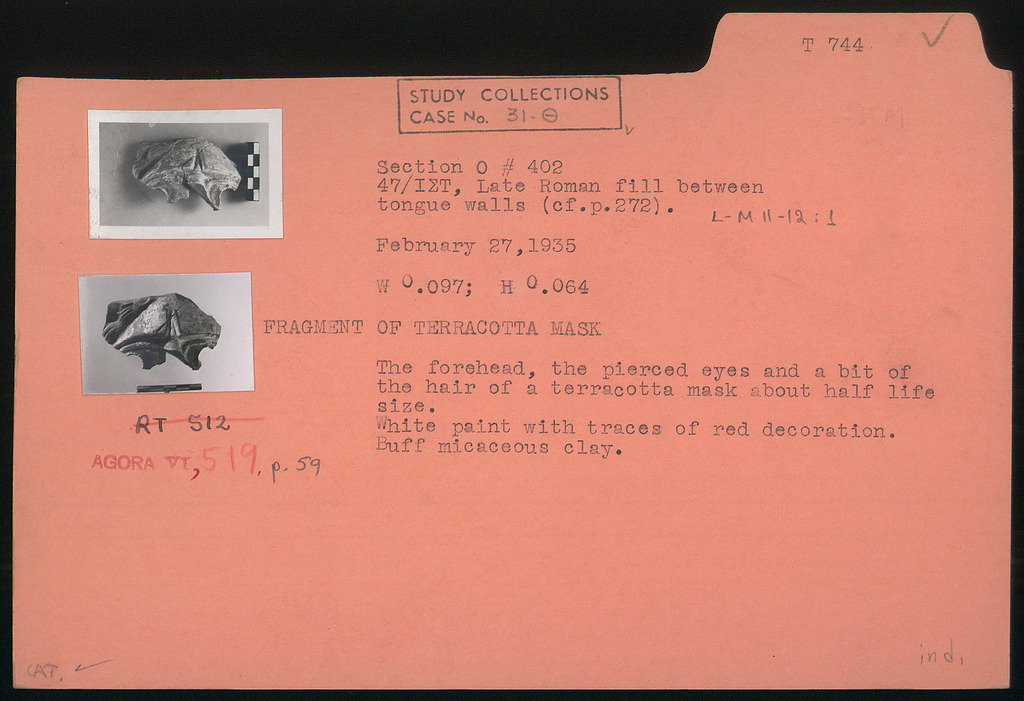 T 744
STUDY COLLECTIONS
CASE No. 31-Θ
Section O # 402
47/ΙΣΤ, Late Roman fill between
tongue walls (cf.p.272).
L-M 11-12:1
February 27,1935
W 0.097; H 0.064
FRAGMENT OF TERRACOTTA MASK
The forehead, the pierced eyes and a bit of
the hair of a terracotta mask about half life
size.
White paint with traces of red decoration.
Buff micaceous clay.
RT 512
AGORA VI, 519, p. 59
CAT.
ind.